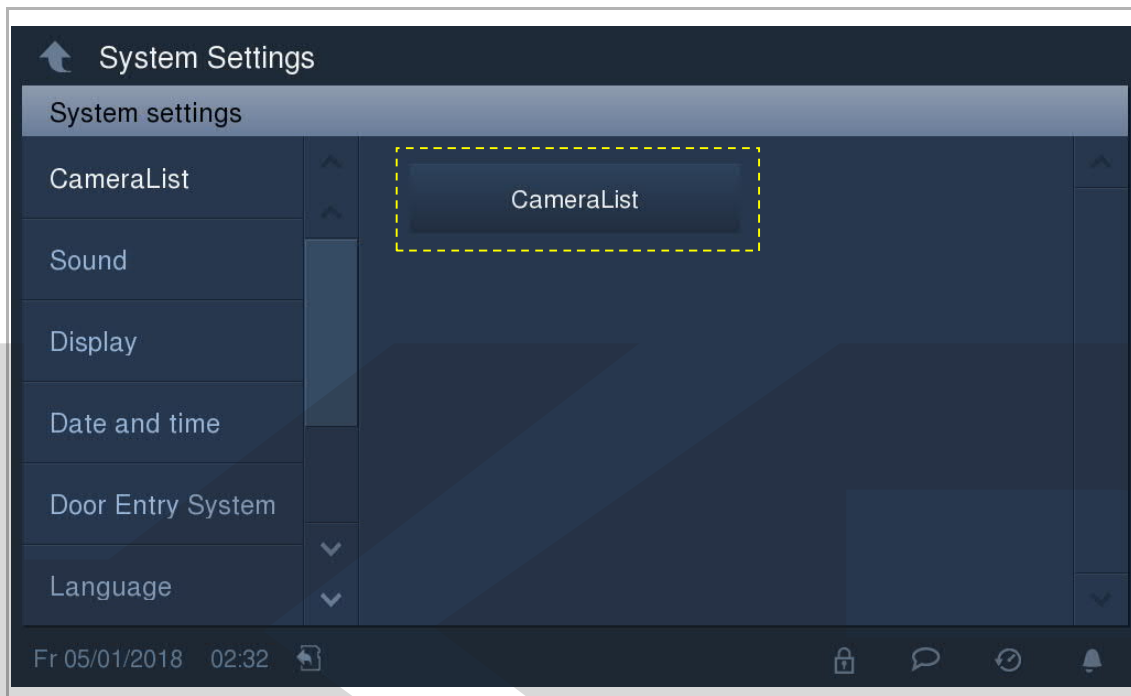 System Settings
System settings
CameraList
CameraList
Sound
Display
Date and time
Door Entry System
Language
Fr 05/01/2018 02:32